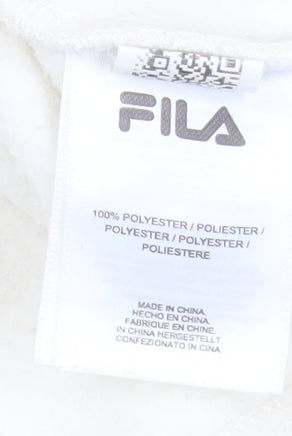 FILA
100% POLYESTER / POLIESTER /
POLYESTER / POLYESTER /
POLIESTERE
MADE IN CHINA
HECHO EN CHINA.
FABRIQUE EN CHINE.
IN CHINA HERGESTELLT
CONFEZIONATO IN CINA